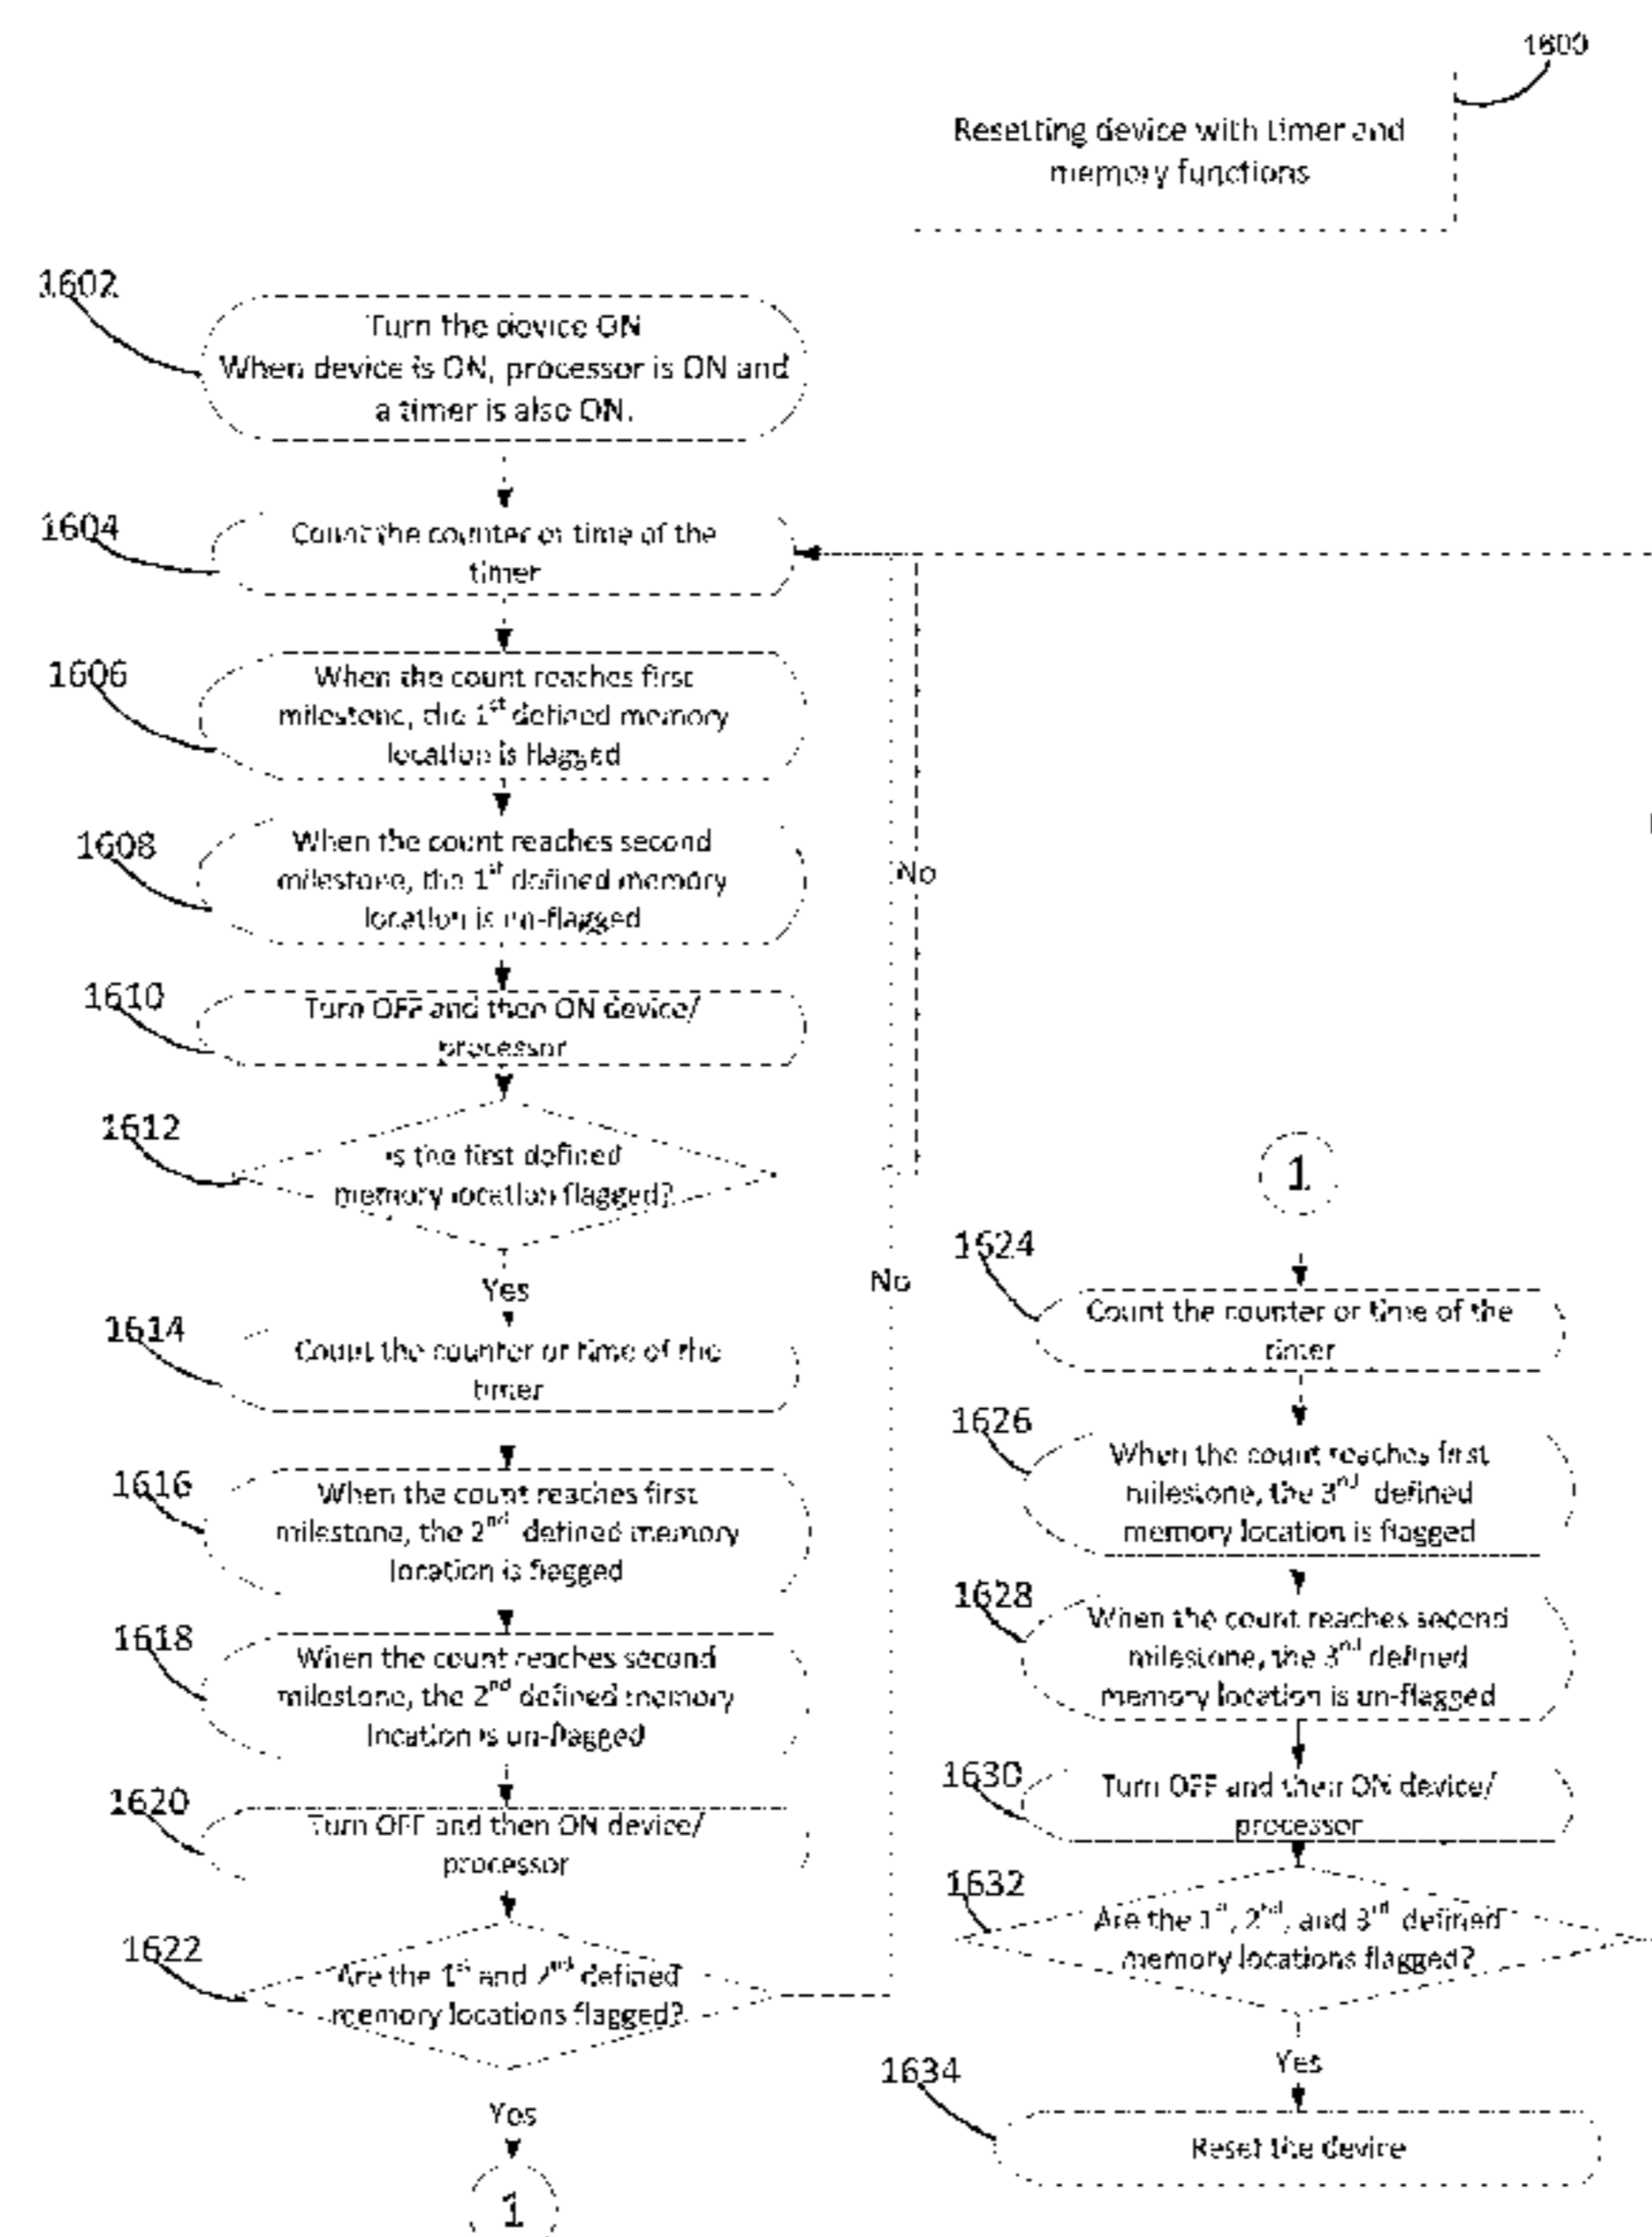 1600
Resetting device with timer and
memory functions
1602
Turn the device ON
When device is ON, processor is ON and
a timer is also ON.
1604
Count the counter or time of the
timer
1606
When the count reaches first
milestone, the 1st defined memory
location is flagged
1608
When the count reaches second
milestone, the 1st defined memory
location is un-flagged
No
1610
Turn OFF and then ON device/
processor
1612
Is the first defined
memory location flagged?
Yes
No
1614
Count the counter or time of the
timer
1616
When the count reaches first
milestone, the 2nd defined memory
location is flagged
1618
When the count reaches second
milestone, the 2nd defined memory
location is un-flagged
1620
Turn OFF and then ON device/
processor
1622
Are the 1st and 2nd defined
memory locations flagged?
Yes
1
1
1624
Count the counter or time of the
timer
1626
When the count reaches first
milestone, the 3nd defined
memory location is flagged
1628
When the count reaches second
milestone, the 3nd defined
memory location is un-flagged
1630
Turn OFF and then ON device/
processor
1632
Are the 1st, 2nd, and 3rd defined
memory locations flagged?
Yes
1634
Reset the device